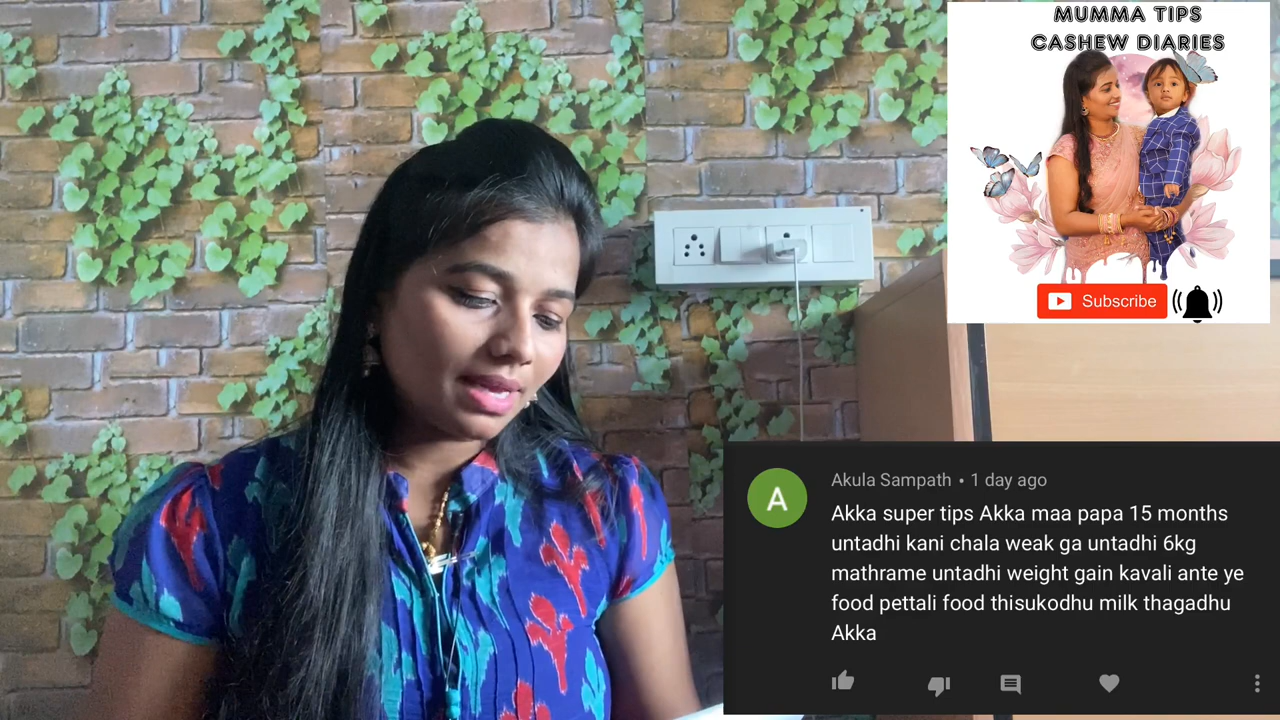 MUMMA TIPS
CASHEW DIARIES
Subscribe
Akula Sampath • 1 day ago
A
Akka super tips Akka maa papa 15 months
untadhi kani chala weak ga untadhi 6kg
mathrame untadhi weight gain kavali ante ye
food pettali food thisukodhu milk thagadhu
Akka